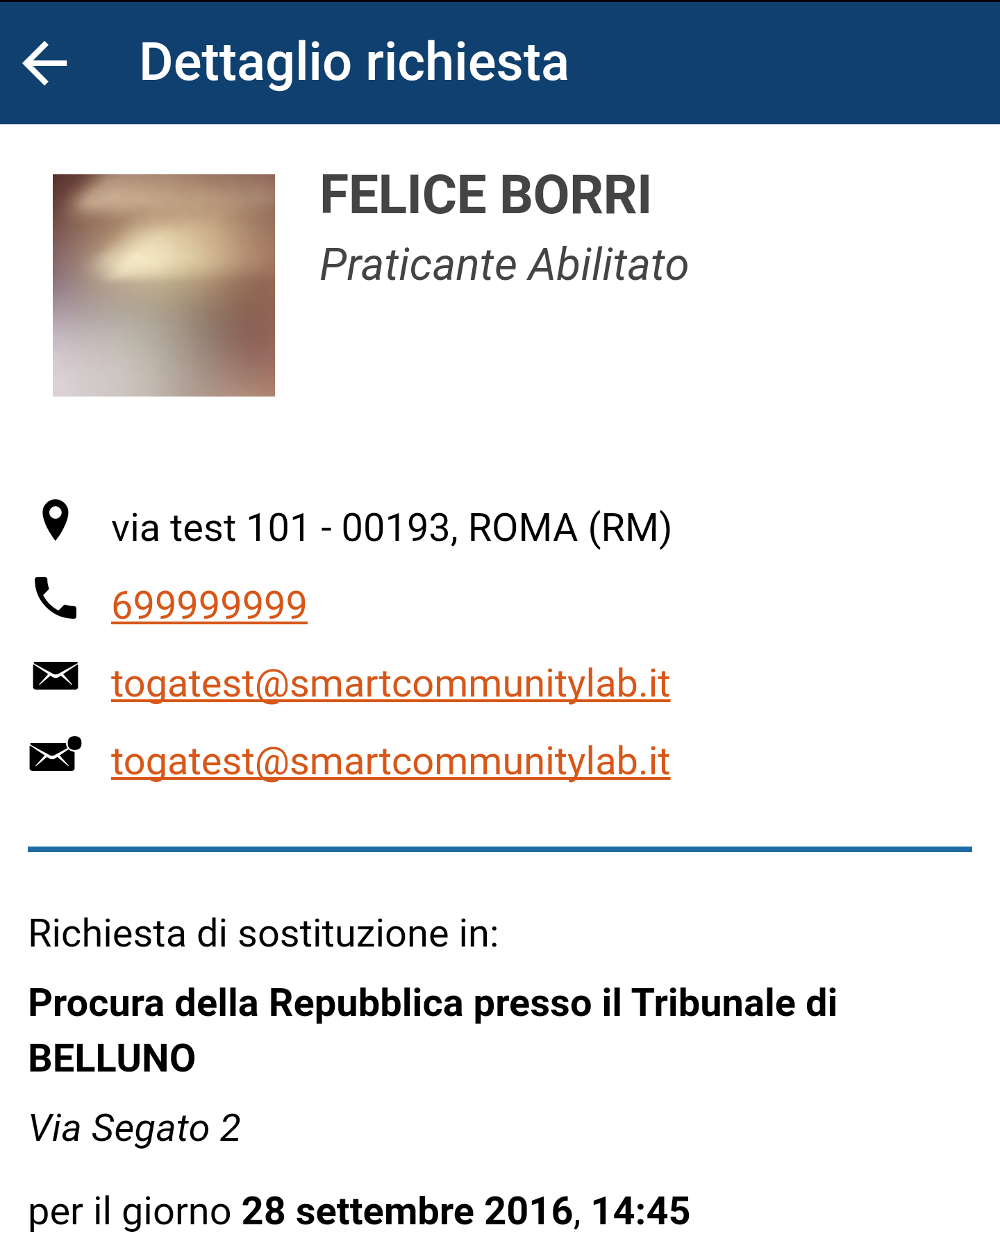 Dettaglio richiesta
FELICE BORRI
Praticante Abilitato
via test 101 - 00193, ROMA (RM)
699999999
togatest@smartcommunitylab.it
togatest@smartcommunitylab.it
Richiesta di sostituzione in:
Procura della Repubblica presso il Tribunale di
BELLUNO
Via Segato 2
per il giorno 28 settembre 2016, 14:45